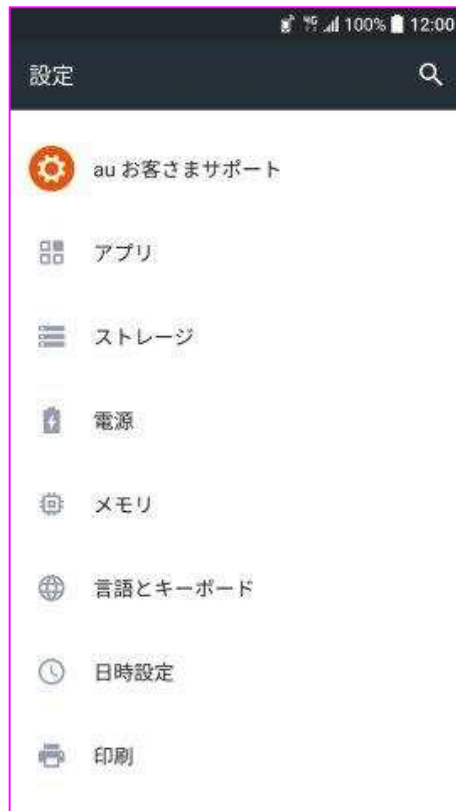 4G 100% 12:00
設定
au お客さまサポート
アプリ
ストレージ
電源
メモリ
言語とキーボード
日時設定
印刷